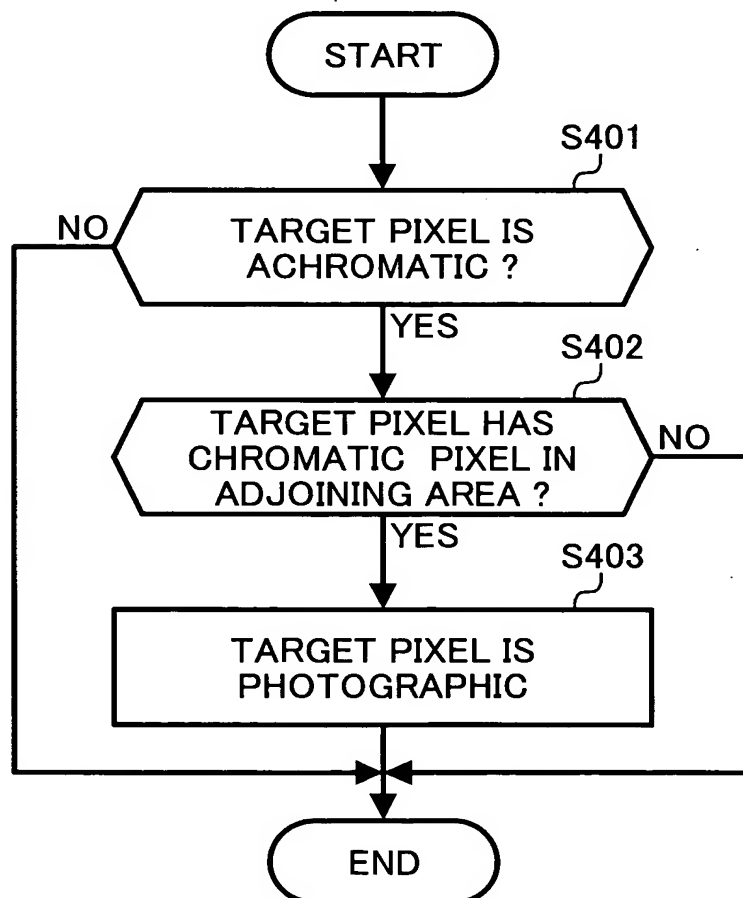 START
S401
NO
TARGET PIXEL IS
ACHROMATIC ?
YES
S402
TARGET PIXEL HAS
CHROMATIC PIXEL IN
ADJOINING AREA ?
NO
YES
S403
TARGET PIXEL IS
PHOTOGRAPHIC
END